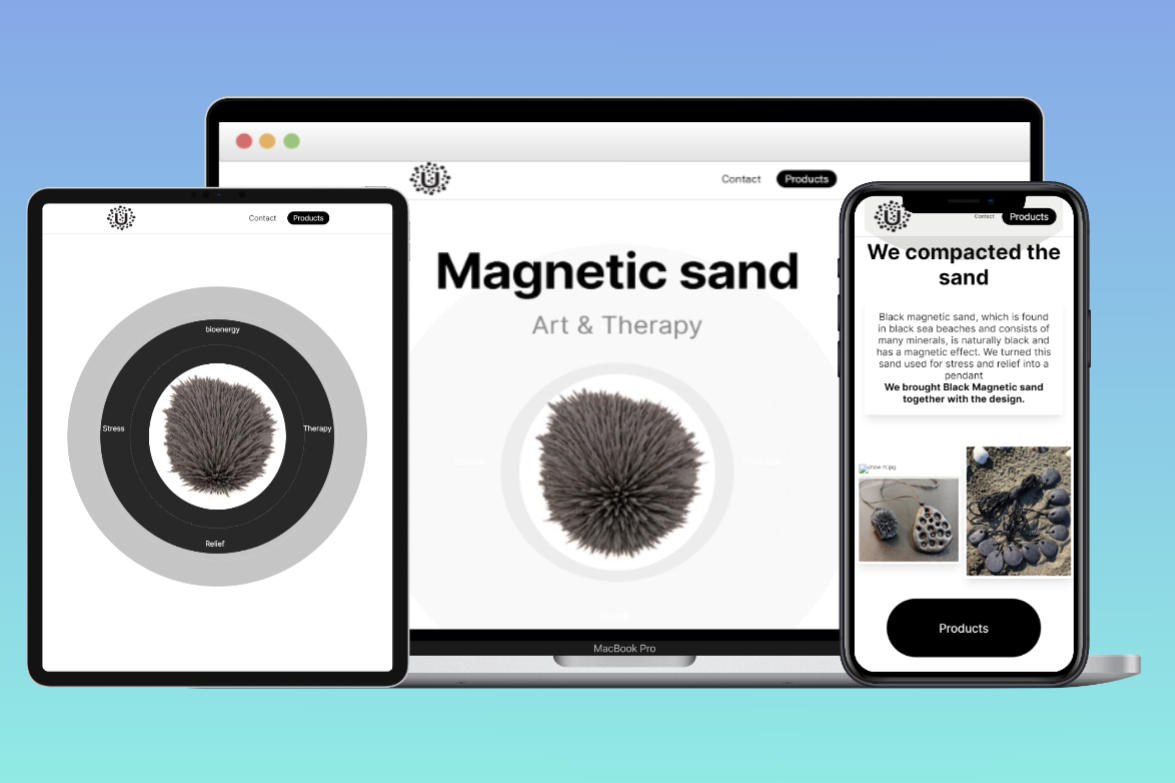 Contact
Products
bioenergy
Stress
Therapy
Relief
Contact
Products
Magnetic sand
Art & Therapy
MacBook Pro
U
Contact
Products
We compacted the
sand
Black magnetic sand, which is found
in black sea beaches and consists of
many minerals, is naturally black and
has a magnetic effect. We turned this
sand used for stress and relief into a
pendant
We brought Black Magnetic sand
together with the design.
Products